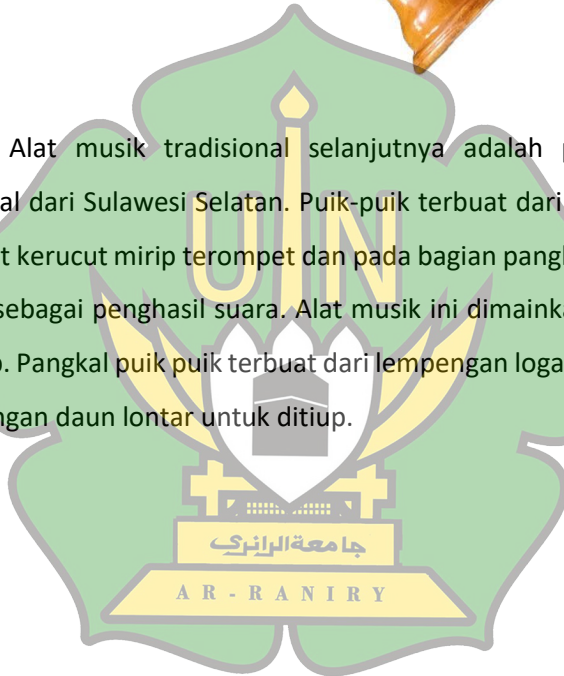 Alat musik tradisional selanjutnya adalah
al dari Sulawesi Selatan. Puik-puik terbuat dari
t kerucut mirip terompet dan pada bagian pangk
sebagai penghasil suara. Alat musik ini dimainka
. Pangkal puik puik terbuat dari lempengan loga
ngan daun lontar untuk ditiup.
UIN
جامعةالرانري
AR-RANIRY